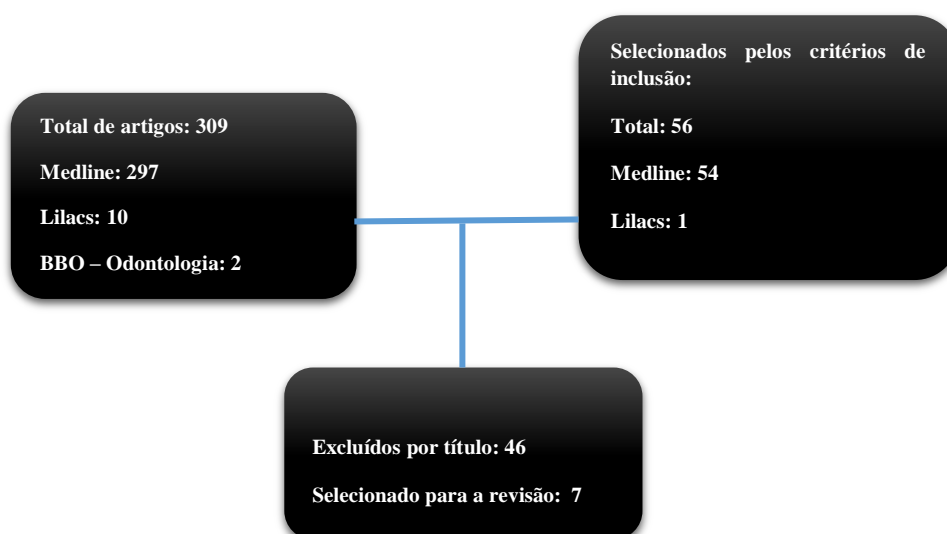 Total de artigos: 309
Medline: 297
Lilacs: 10
BBO – Odontologia: 2
Selecionados pelos critérios de
inclusão:
Total: 56
Medline: 54
Lilacs: 1
Excluídos por título: 46
Selecionado para a revisão: 7